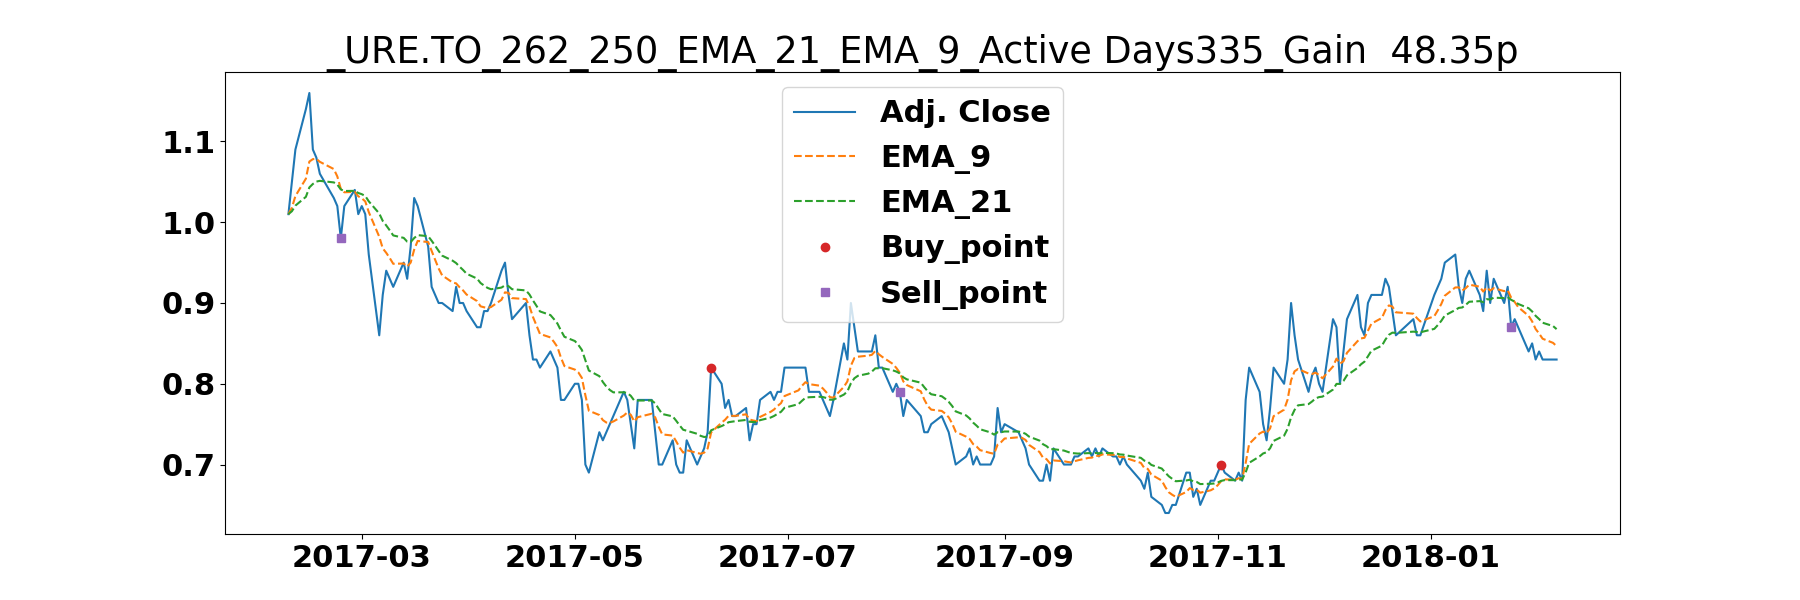 _URE.TO_262_250_EMA_21_EMA_9_Active Days335_Gain  48.35p
Adj. Close
EMA_9
EMA_21
Buy_point
Sell_point
1.1
1.0
0.9
0.8
0.7
2017-03 2017-05 2017-07 2017-09 2017-11 2018-01